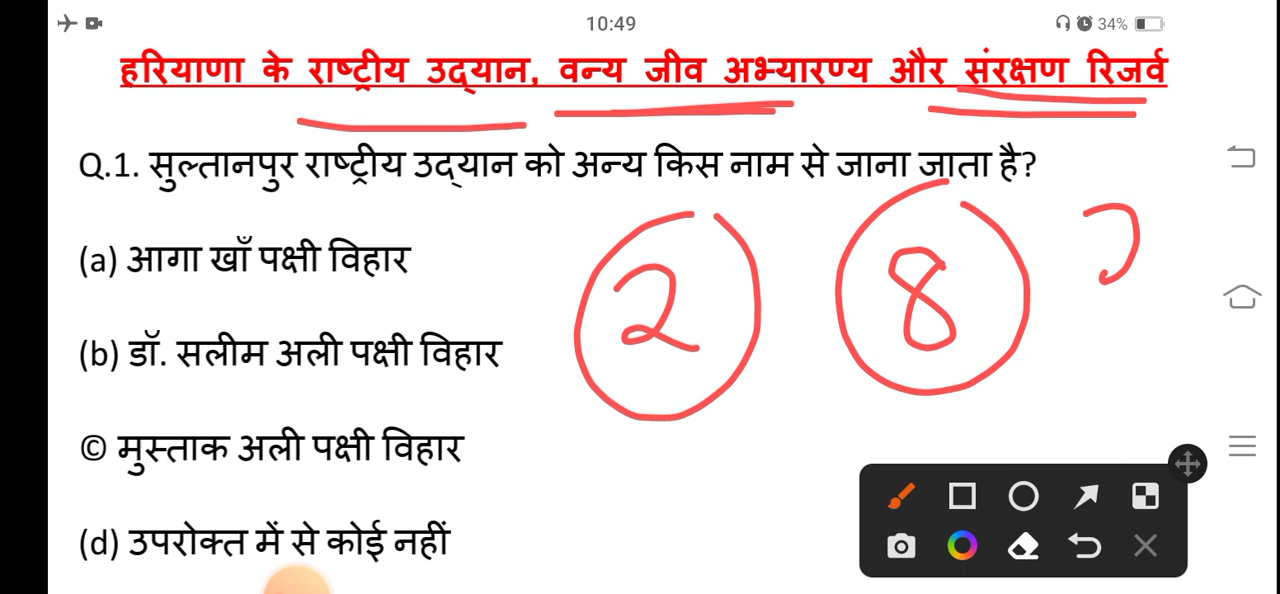 10:49
34%
हरियाणा के राष्ट्रीय उद्यान, वन्य जीव अभ्यारण्य और संरक्षण रिजर्व
Q.1. सुल्तानपुर राष्ट्रीय उद्यान को अन्य किस नाम से जाना जाता है?
(a) आगा खाँ पक्षी विहार
2 8
(b) डॉ. सलीम अली पक्षी विहार
© मुस्ताक अली पक्षी विहार
(d) उपरोक्त में से कोई नहीं